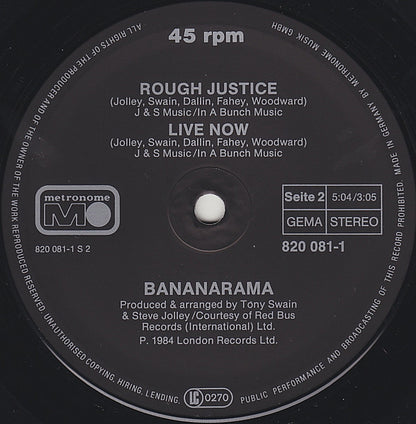 ALL RIGHTS OF THE PRODUCER AND OF THE OWNER OF THE WORK REPRODUCED RESERVED. UNAUTHORISED COPYING, HIRING, LENDING, PUBLIC PERFORMANCE AND BROADCASTING OF THIS RECORD PROHIBITED. MADE IN GERMANY BY METRONOME MUSIK GMBH
45 rpm
ROUGH JUSTICE
(Jolley, Swain, Dallin, Fahey, Woodward)
J & S Music/In A Bunch Music
LIVE NOW
(Jolley, Swain, Dallin, Fahey, Woodward)
J & S Music/In A Bunch Music
metronome
M
820 081-1 S 2
Seite 2 5:04/3:05
GEMA STEREO
820 081-1
BANANARAMA
Produced & arranged by Tony Swain
& Steve Jolley/Courtesy of Red Bus
Records (International) Ltd.
P. 1984 London Records Ltd.
LC 0270